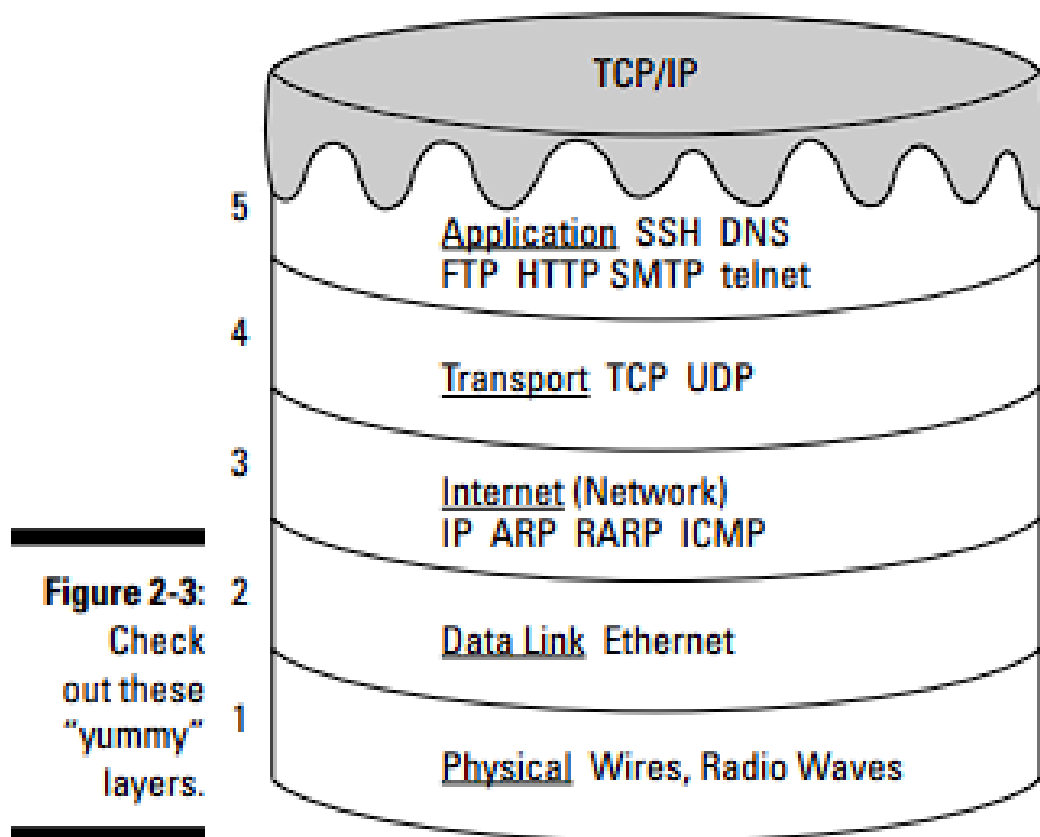 TCP/IP
5
Application SSH DNS
FTP HTTP SMTP telnet
4
Transport TCP UDP
3
Internet (Network)
IP ARP RARP ICMP
2
Data Link Ethernet
1
Physical Wires, Radio Waves
Figure 2-3:
Check
out these
“yummy”
layers.